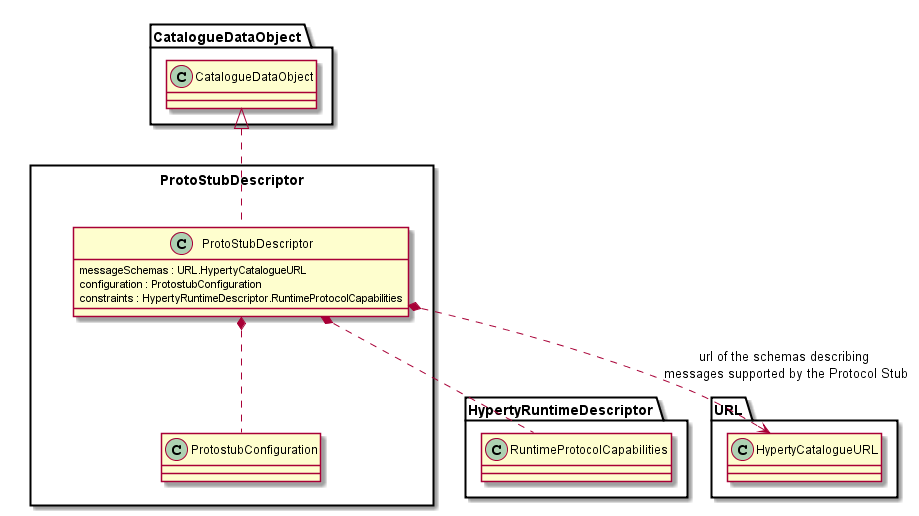 CatalogueDataObject
C CatalogueDataObject
ProtoStubDescriptor
C ProtoStubDescriptor
messageSchemas : URL.HypertyCatalogueURL
configuration : ProtostubConfiguration
constraints : HypertyRuntimeDescriptor.RuntimeProtocolCapabilities
url of the schemas describing
messages supported by the Protocol Stub
HypertyRuntimeDescriptor
URL
C ProtostubConfiguration
C RuntimeProtocolCapabilities
C HypertyCatalogueURL